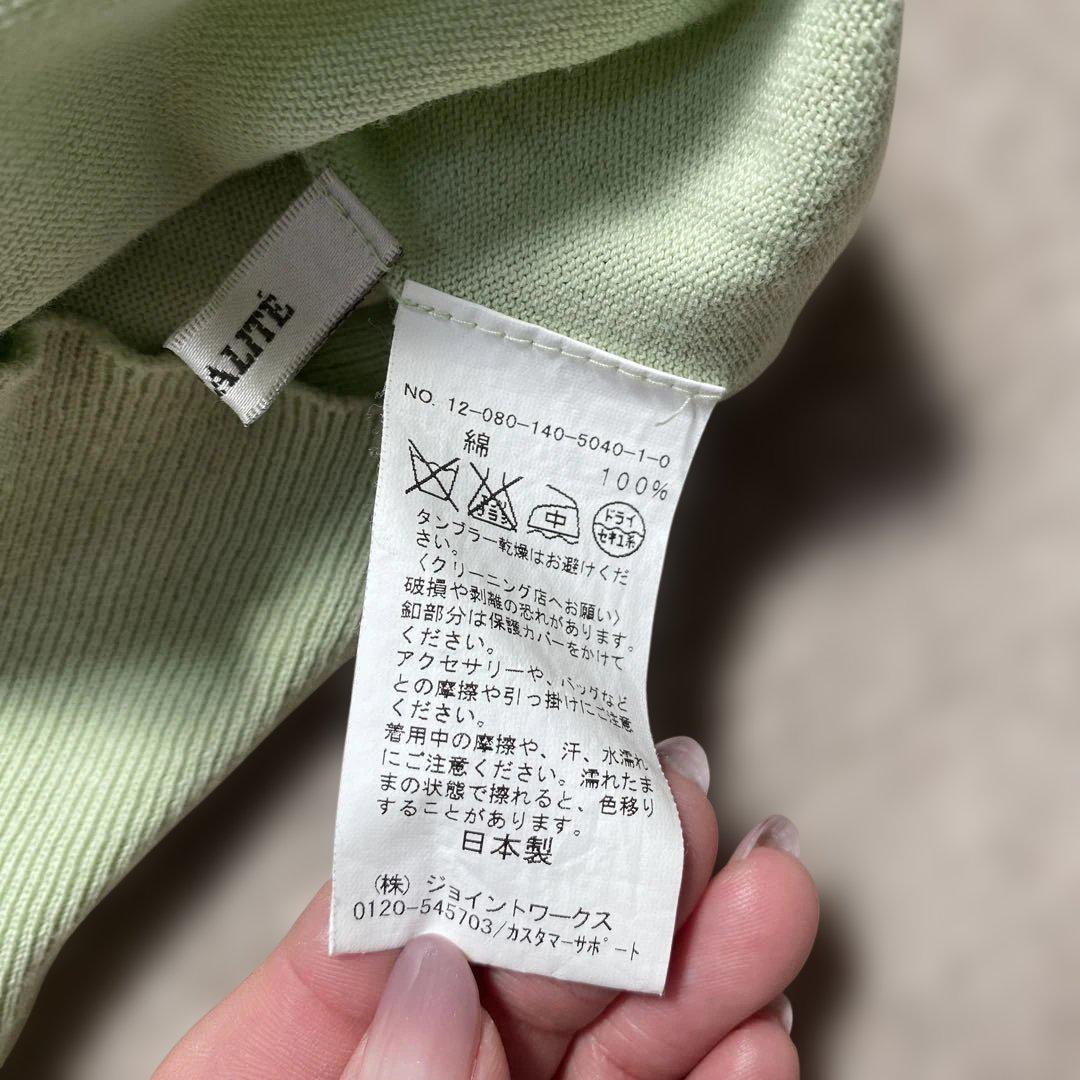 ALITÉ
NO. 12-080-140-5040-1-0
綿
100%
中
ドライ
セキユ系
タンブラー乾燥はお避けくだ
さい。
〈クリーニング店へお願い〉
破損や剥離の恐れがあります。
釦部分は保護カバーをかけて
ください。
アクセサリーや、バッグなど
との摩擦や引っ掛けにご注意
ください。
着用中の摩擦や、汗、水濡れ
にご注意ください。濡れたま
まの状態で擦れると、色移り
することがあります。
日本製
(株) ジョイントワークス
0120-545703/カスタマーサポート